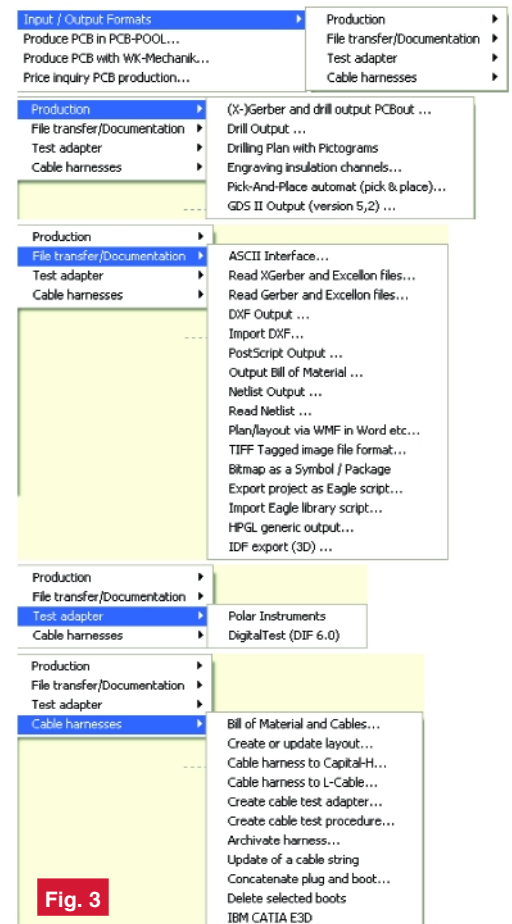 Input / Output Formats
Produce PCB in PCB-POOL...
Produce PCB with WK-Mechanik...
Price inquiry PCB production...
Production
File transfer/Documentation
Test adapter
Cable harnesses
Production
File transfer/Documentation
Test adapter
Cable harnesses
(X-)Gerber and drill output PCBout ...
Drill Output ...
Drilling Plan with Pictograms
Engraving insulation channels...
Pick-And-Place automat (pick & place)...
GDS II Output (version 5,2) ...
Production
File transfer/Documentation
Test adapter
Cable harnesses
ASCII Interface...
Read XGerber and Excellon files...
Read Gerber and Excellon files...
DXF Output ...
Import DXF...
PostScript Output ...
Output Bill of Material ...
Netlist Output ...
Read Netlist ...
Plan/layout via WMF in Word etc...
TIFF Tagged image file format...
Bitmap as a Symbol / Package
Export project as Eagle script...
Import Eagle library script...
HPGL generic output...
IDF export (3D) ...
Production
File transfer/Documentation
Test adapter
Cable harnesses
Polar Instruments
DigitalTest (DIF 6.0)
Production
File transfer/Documentation
Test adapter
Cable harnesses
Bill of Material and Cables...
Create or update layout...
Cable harness to Capital-H...
Cable harness to L-Cable...
Create cable test adapter...
Create cable test procedure...
Archivate harness...
Update of a cable string
Concatenate plug and boot...
Delete selected boots
IBM CATIA E3D
Fig. 3